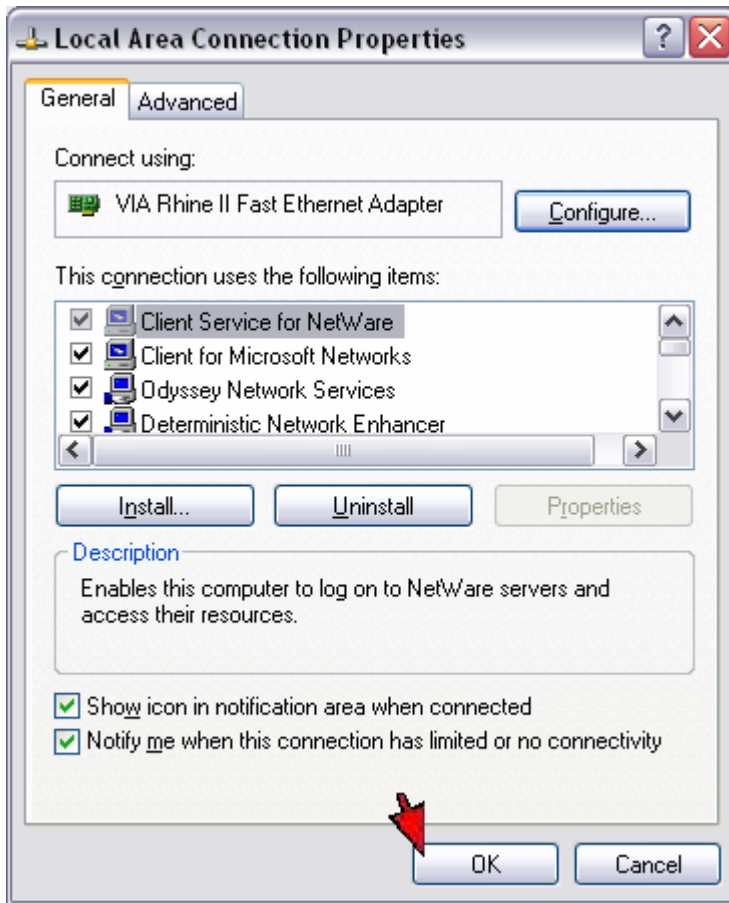 Local Area Connection Properties
General
Advanced
Connect using:
VIA Rhine II Fast Ethernet Adapter
Configure...
This connection uses the following items:
Client Service for NetWare
Client for Microsoft Networks
Odyssey Network Services
Deterministic Network Enhancer
Install...
Uninstall
Properties
Description
Enables this computer to log on to NetWare servers and
access their resources.
Show icon in notification area when connected
Notify me when this connection has limited or no connectivity
OK
Cancel